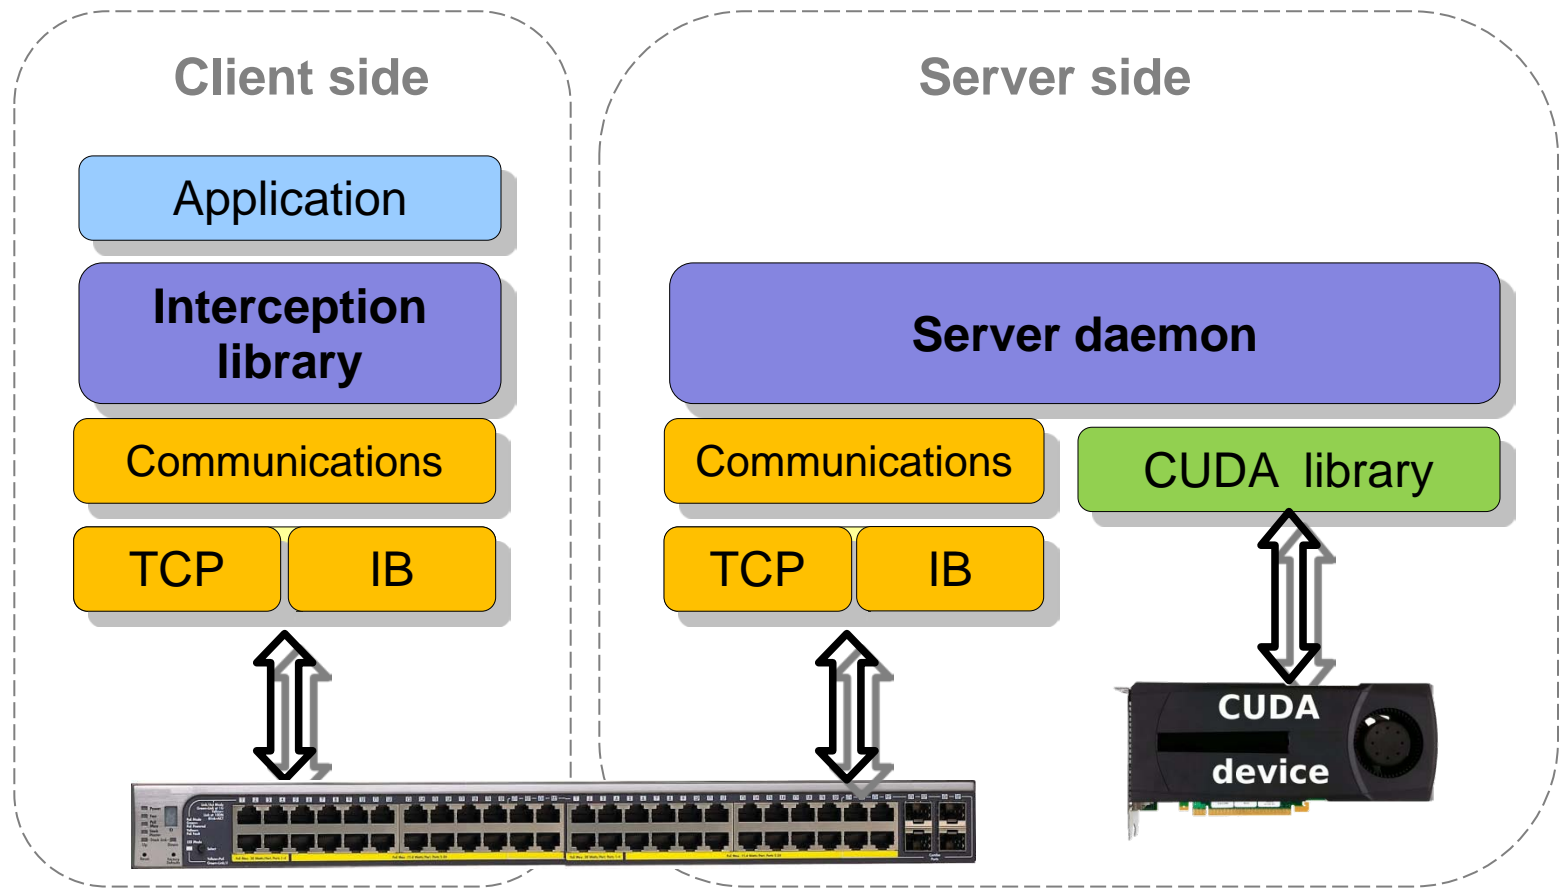 Client side
Server side
Application
Interception
library
Server daemon
Communications
Communications
CUDA  library
TCP
IB
TCP
IB
CUDA
device